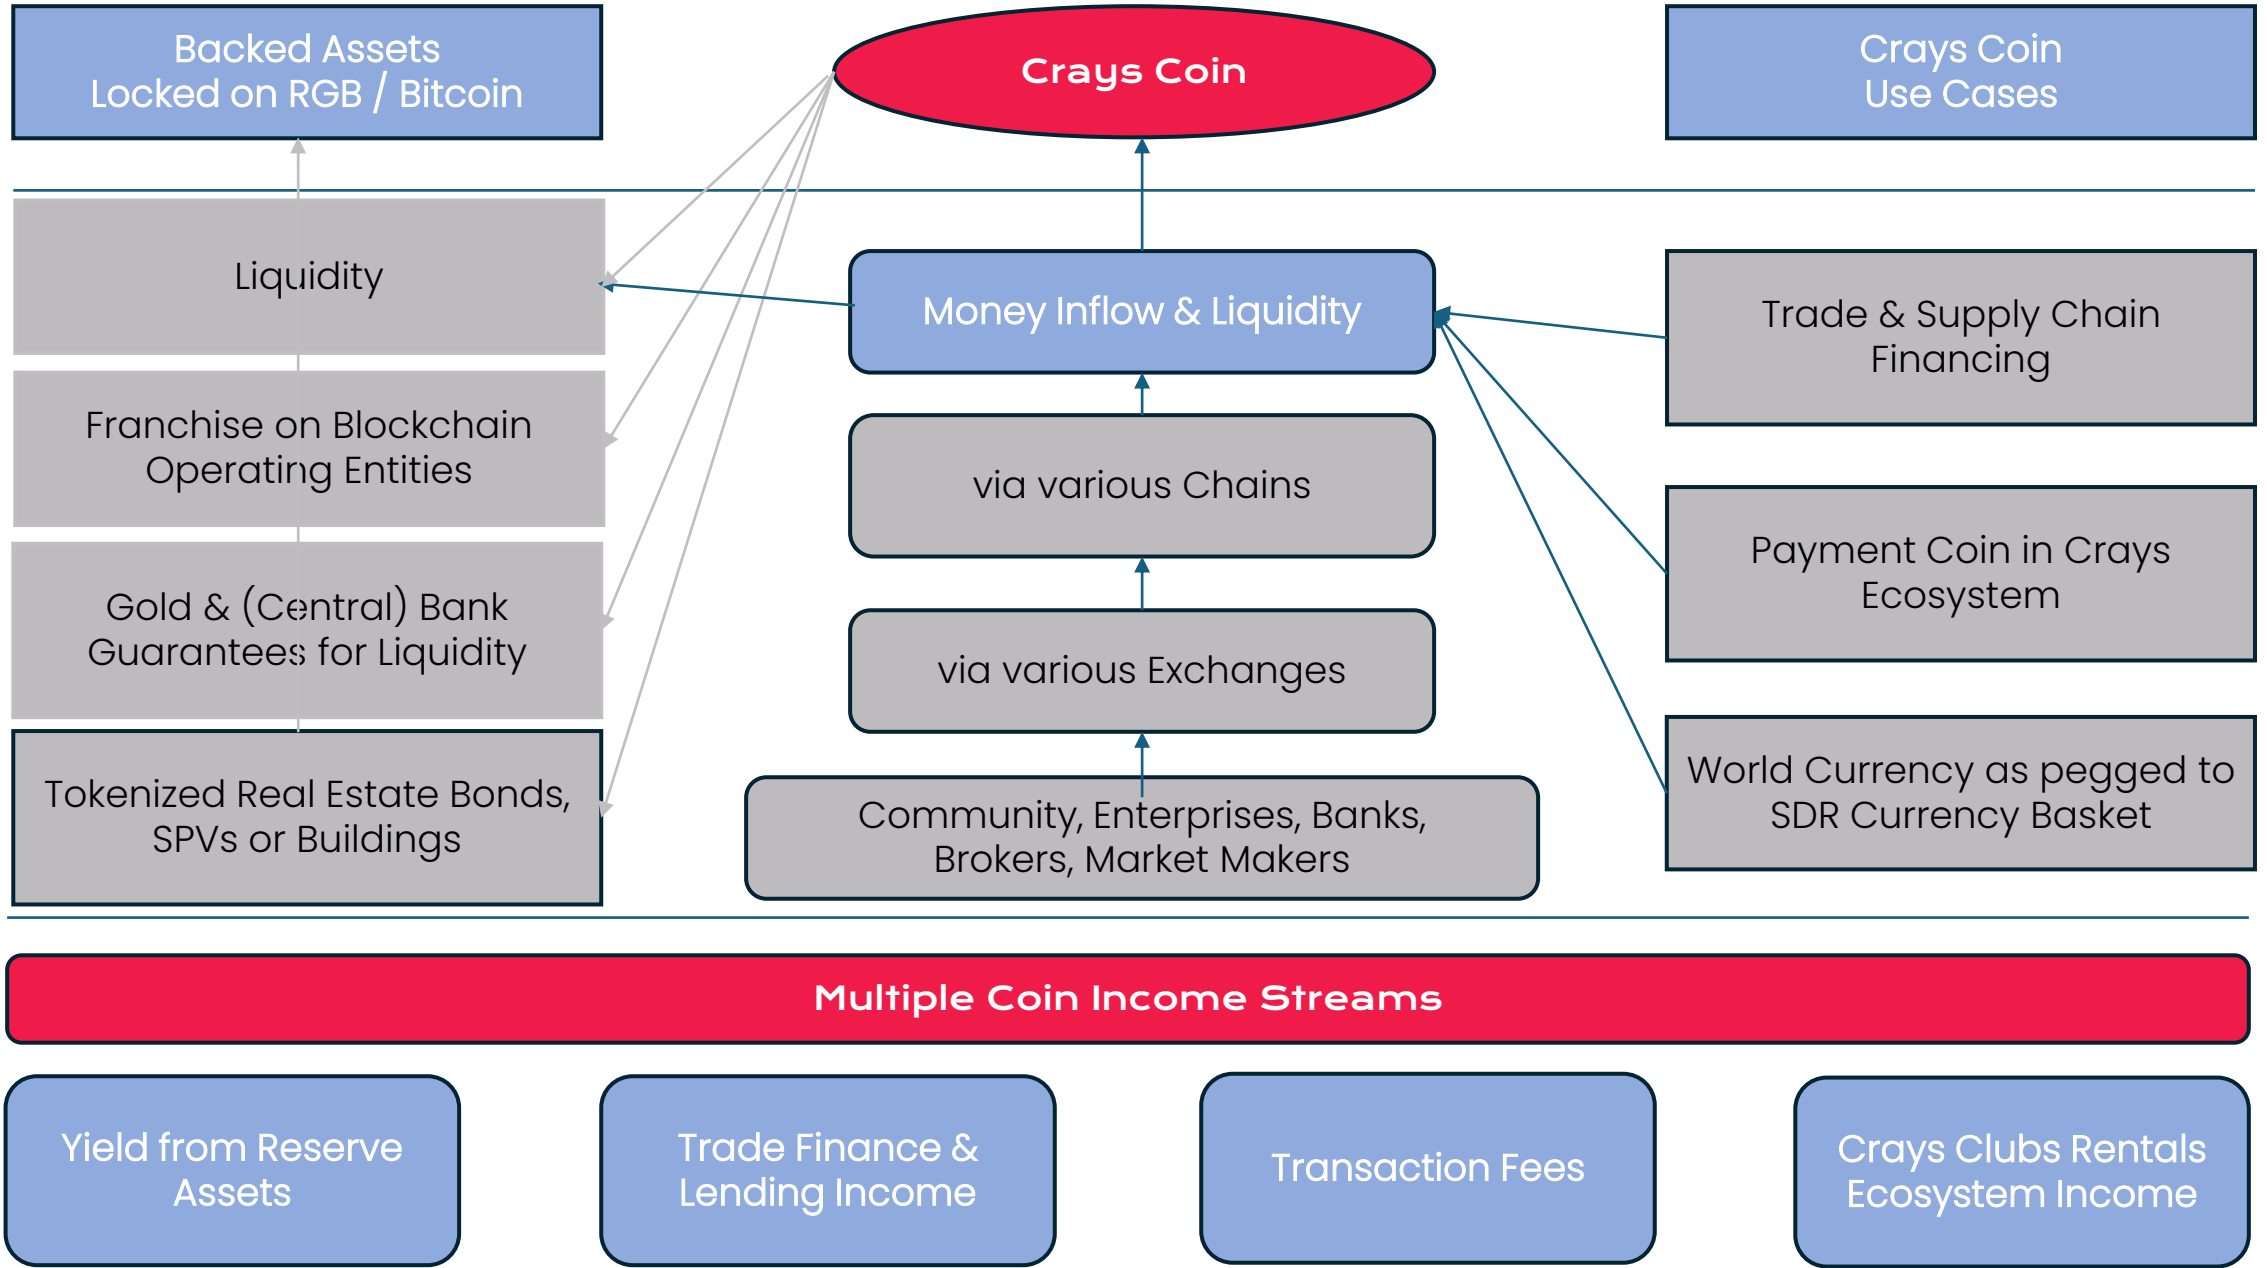 Backed Assets
Locked on RGB / Bitcoin
Crays Coin
Crays Coin
Use Cases
Liquidity
Franchise on Blockchain
Operating Entities
Gold & (Central) Bank
Guarantees for Liquidity
Tokenized Real Estate Bonds,
SPVs or Buildings
Money Inflow & Liquidity
via various Chains
via various Exchanges
Community, Enterprises, Banks,
Brokers, Market Makers
Trade & Supply Chain
Financing
Payment Coin in Crays
Ecosystem
World Currency as pegged to
SDR Currency Basket
Multiple Coin Income Streams
Yield from Reserve
Assets
Trade Finance &
Lending Income
Transaction Fees
Crays Clubs Rentals
Ecosystem Income